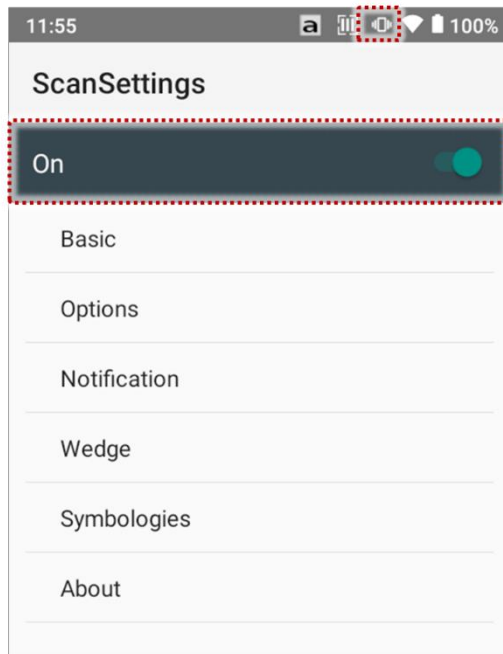 11:55 a 100%
ScanSettings
On
Basic
Options
Notification
Wedge
Symbologies
About